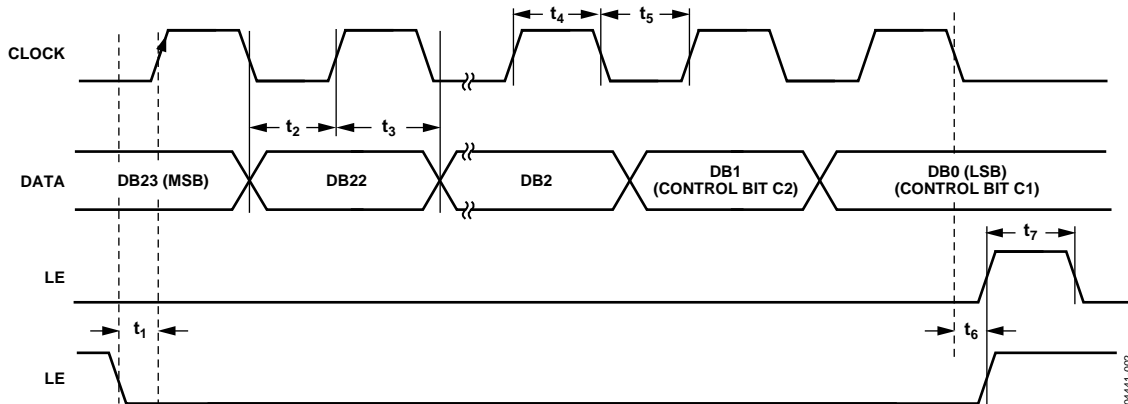 t4 t5
CLOCK
t2 t3
DATA DB23 (MSB) DB22 DB2 DB1 DB0 (LSB)
(CONTROL BIT C2) (CONTROL BIT C1)
t7
LE
t1 t6
LE